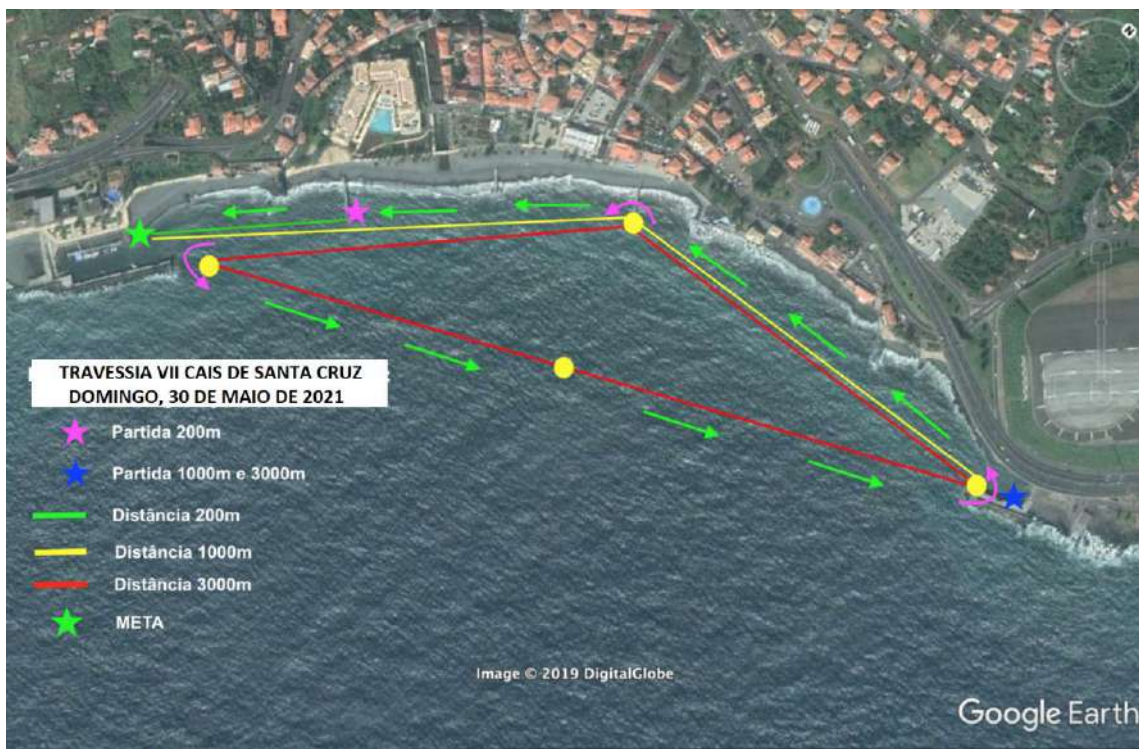 N
TRAVESSIA VII CAIS DE SANTA CRUZ
DOMINGO, 30 DE MAIO DE 2021
Partida 200m
Partida 1000m e 3000m
Distância 200m
Distância 1000m
Distância 3000m
META
Image © 2019 DigitalGlobe
Google Earth